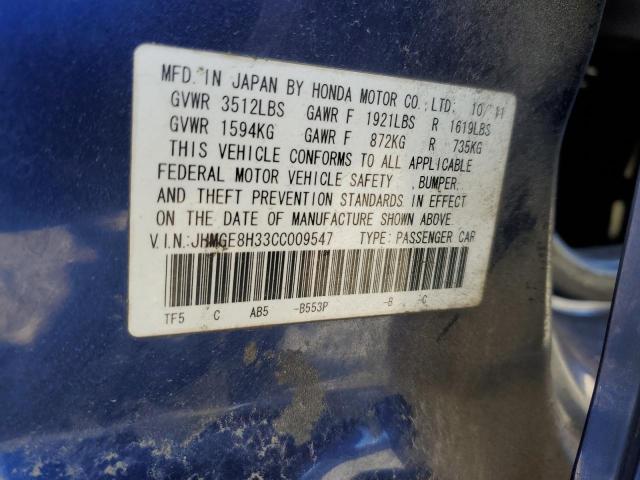 MFD. IN JAPAN BY HONDA MOTOR CO., LTD. 10/11
GVWR 3512LBS GAWR F 1921LBS R 1619LBS
GVWR 1594KG GAWR F 872KG R 735KG
THIS VEHICLE CONFORMS TO ALL APPLICABLE
FEDERAL MOTOR VEHICLE SAFETY , BUMPER,
AND THEFT PREVENTION STANDARDS IN EFFECT
ON THE DATE OF MANUFACTURE SHOWN ABOVE.
V.I.N.:JHMGE8H33CC009547 TYPE: PASSENGER CAR
TF5 C AB5 -B553P -B -C